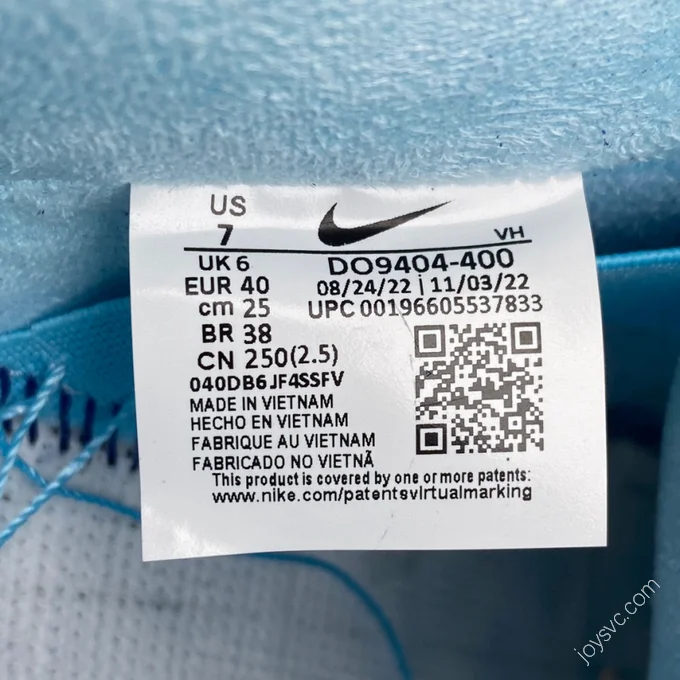 US
7
VH
UK 6
DO9404-400
EUR 40
08/24/22 | 11/03/22
cm 25
UPC 00196605537833
BR 38
CN 250(2.5)
040DB6JF4SSFV
MADE IN VIETNAM
HECHO EN VIETNAM
FABRIQUE AU VIETNAM
FABRICADO NO VIETNÃ
This product is covered by one or more patents:
www.nike.com/patentsvlrtualmarking
joysvc.com